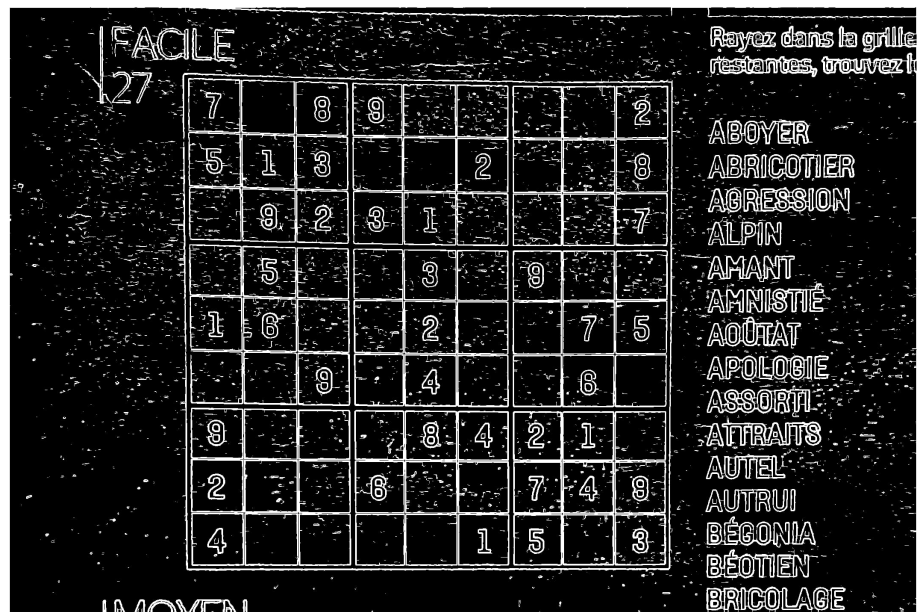 FACILE
27
7 8 9 2
5 1 3 2 8
9 2 3 1 7
5 3 9
1 6 2 7 5
9 4 6
9 8 4 2 1
2 6 7 4 9
4 1 5 3
MOYEN
Rayez dans la grille
restantes, trouvez
ABOYER
ABRICOTIER
AGRESSION
ALPIN
AMANT
AMNISTIÉ
AOÛTAT
APOLOGIE
ASSORTI
ATTRAITS
AUTEL
AUTRUI
BÉGONIA
BÉOTIEN
BRICOLAGE